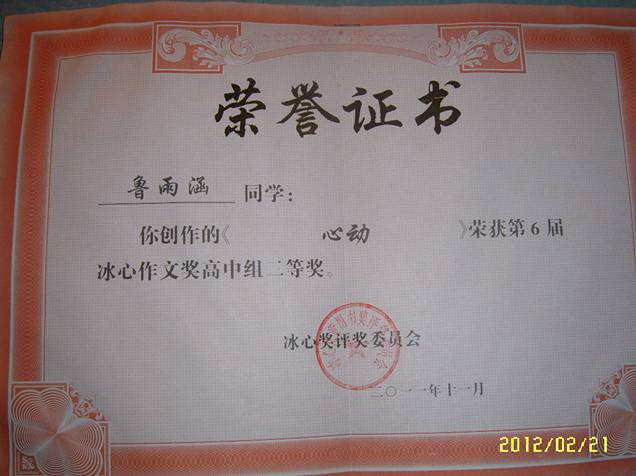 荣誉证书
鲁雨涵 同学：
你创作的《 心动 》荣获第6届
冰心作文奖高中组二等奖。
冰心奖评奖委员会
二〇一一年十一月
2012/02/21